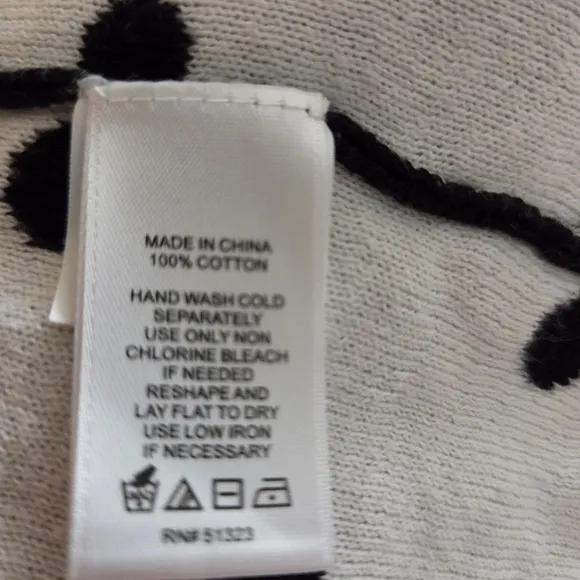 MADE IN CHINA
100% COTTON
HAND WASH COLD
SEPARATELY
USE ONLY NON
CHLORINE BLEACH
IF NEEDED
RESHAPE AND
LAY FLAT TO DRY
USE LOW IRON
IF NECESSARY
RN# 51323